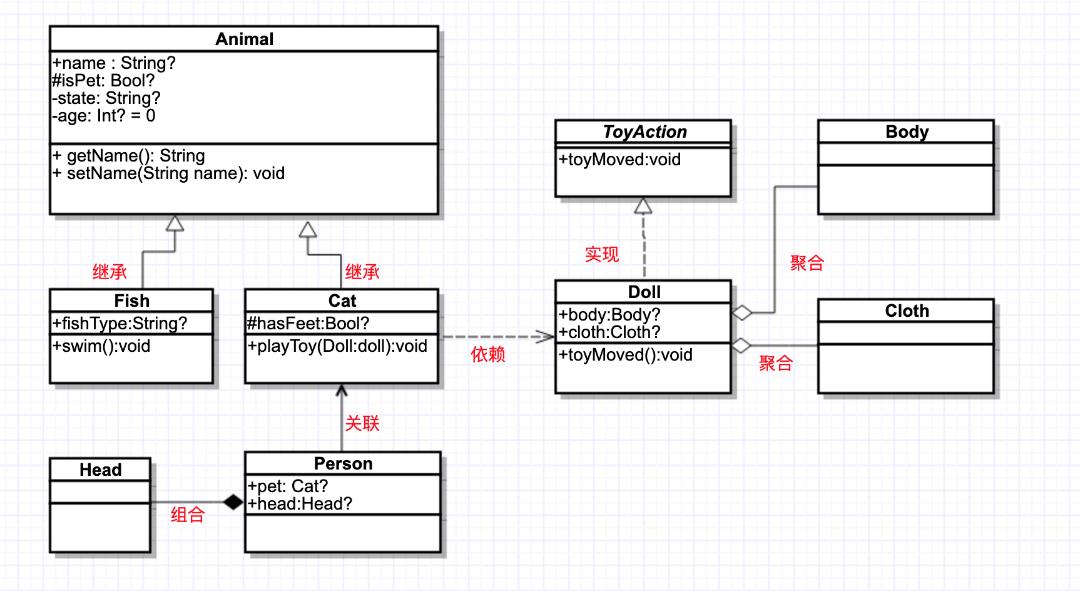 Animal
+name : String?
#isPet: Bool?
-state: String?
-age: Int? = 0
+ getName(): String
+ setName(String name): void
继承
继承
Fish
+fishType:String?
+swim():void
Cat
#hasFeet:Bool?
+playToy(Doll:doll):void
依赖
关联
Head
组合
Person
+pet: Cat?
+head:Head?
ToyAction
+toyMoved:void
实现
Doll
+body:Body?
+cloth:Cloth?
+toyMoved():void
Body
聚合
Cloth
聚合